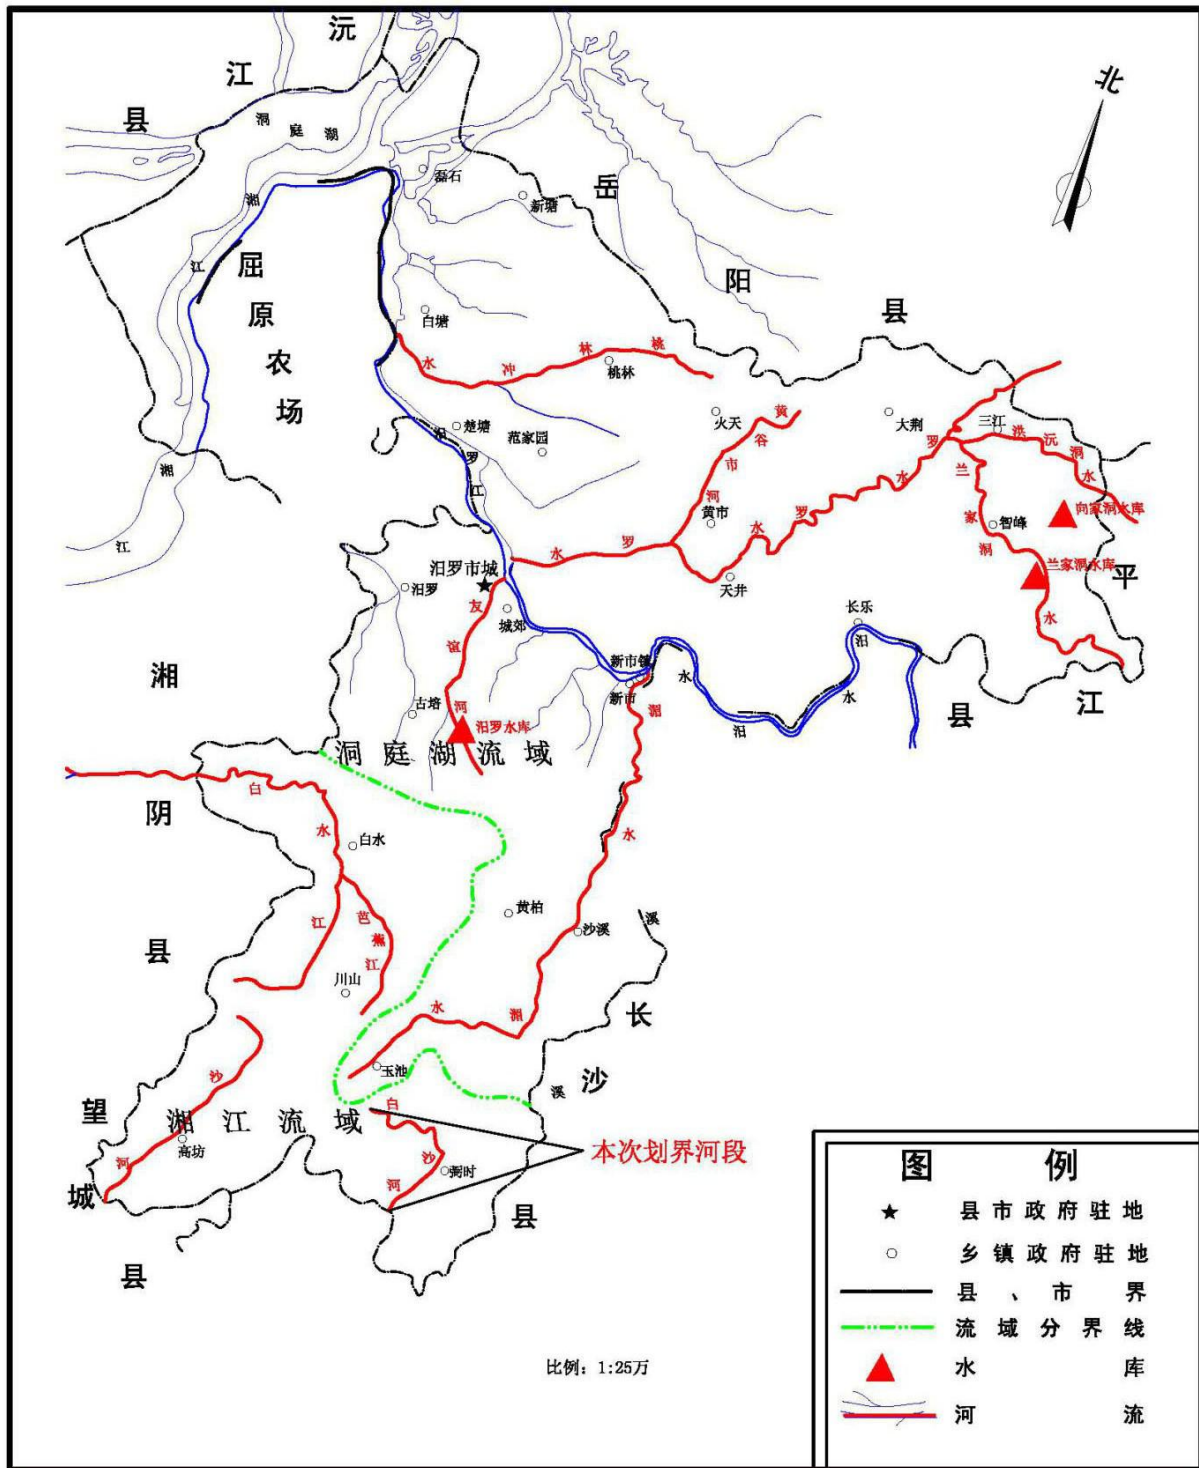 沅江县
北
洞庭湖
磊石
新塘
岳阳县
湘江
屈原农场
白塘
桃林冲水
桃林
楚塘
范家园
汨罗江
火天
黄谷市河
黄市
大荆
三江
洪沅洞水
罗水
罗水
罗水
兰家洞水
智峰
向家洞水库
兰家洞水库
平江县
湘江
汨罗市城
汨罗
城郊
友谊河
天井
长乐
汨水
汨水
新市镇
新市
古培
汨罗水库
洞庭湖流域
湘阴县
白水江
白水
湄水
黄柏
沙溪
溪
芭蕉江
川山
湄水
玉池
长沙县
溪
沙河
望城县
湘江流域
高坊
白沙河
弼时
本次划界河段
图例
县市政府驻地
乡镇政府驻地
县、市界
流域分界线
水库
河流
比例：1:25万